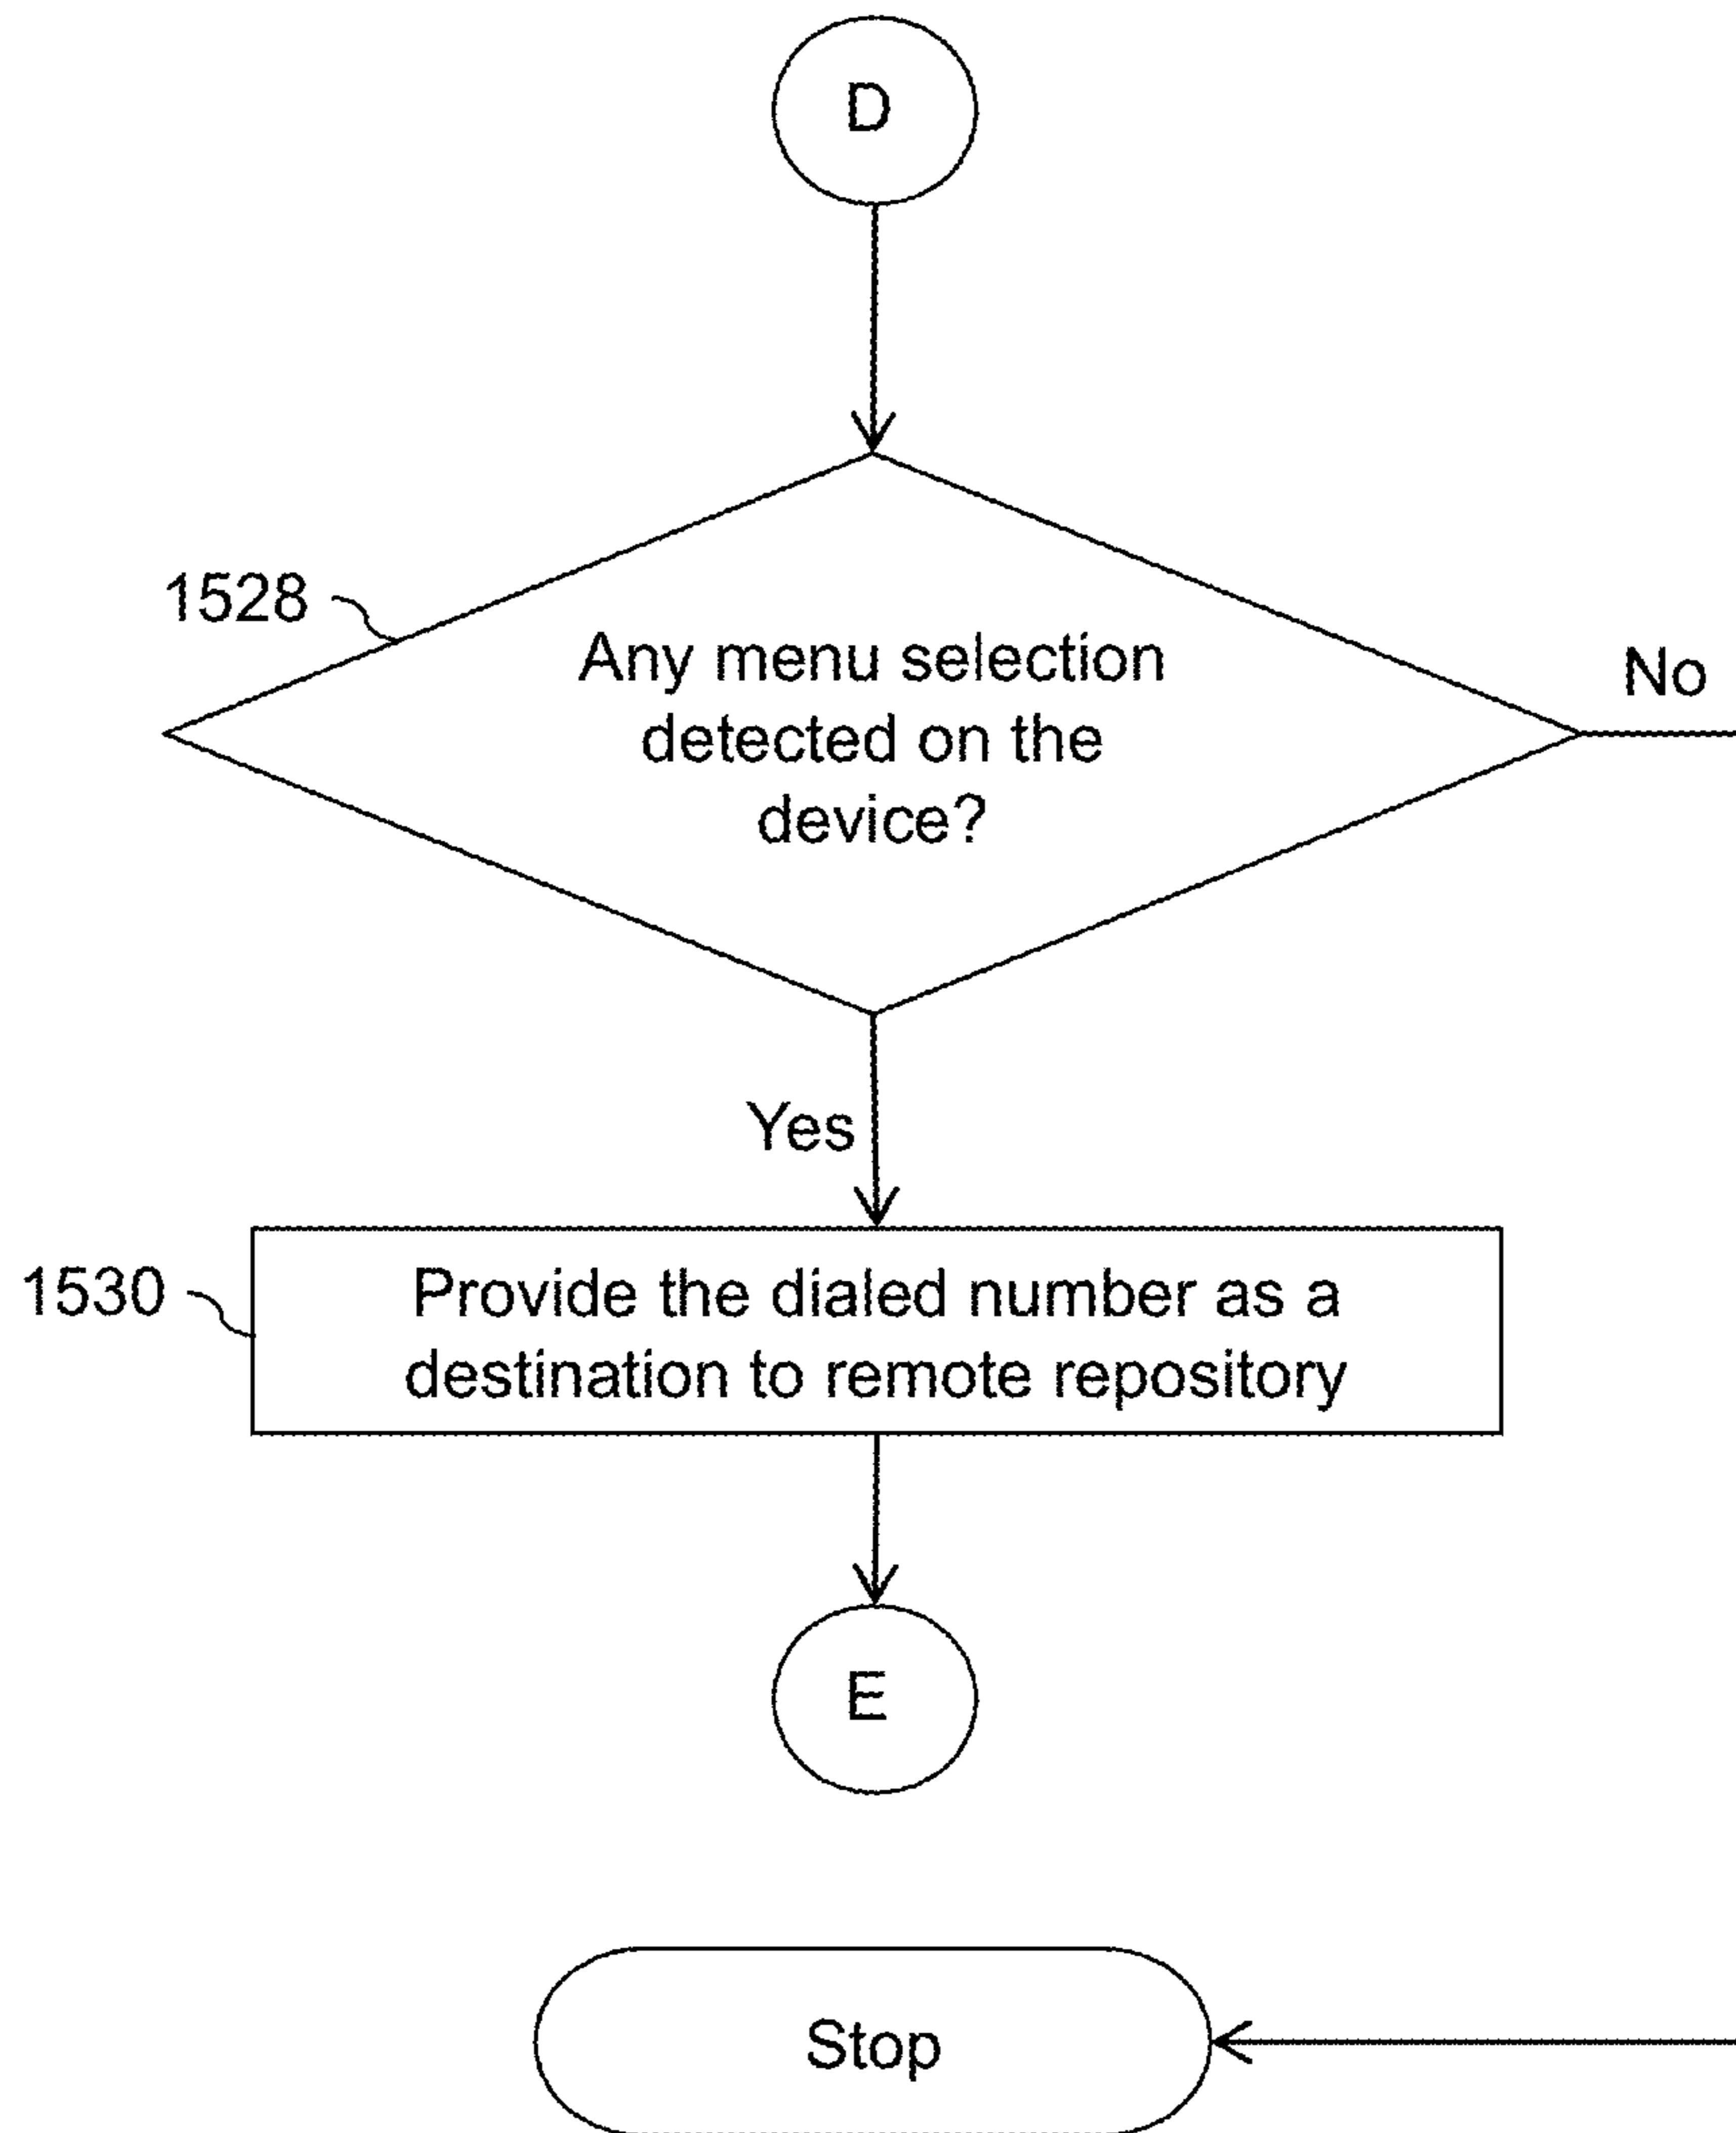 D
1528
Any menu selection
detected on the
device?
No
Yes
1530
Provide the dialed number as a
destination to remote repository
E
Stop